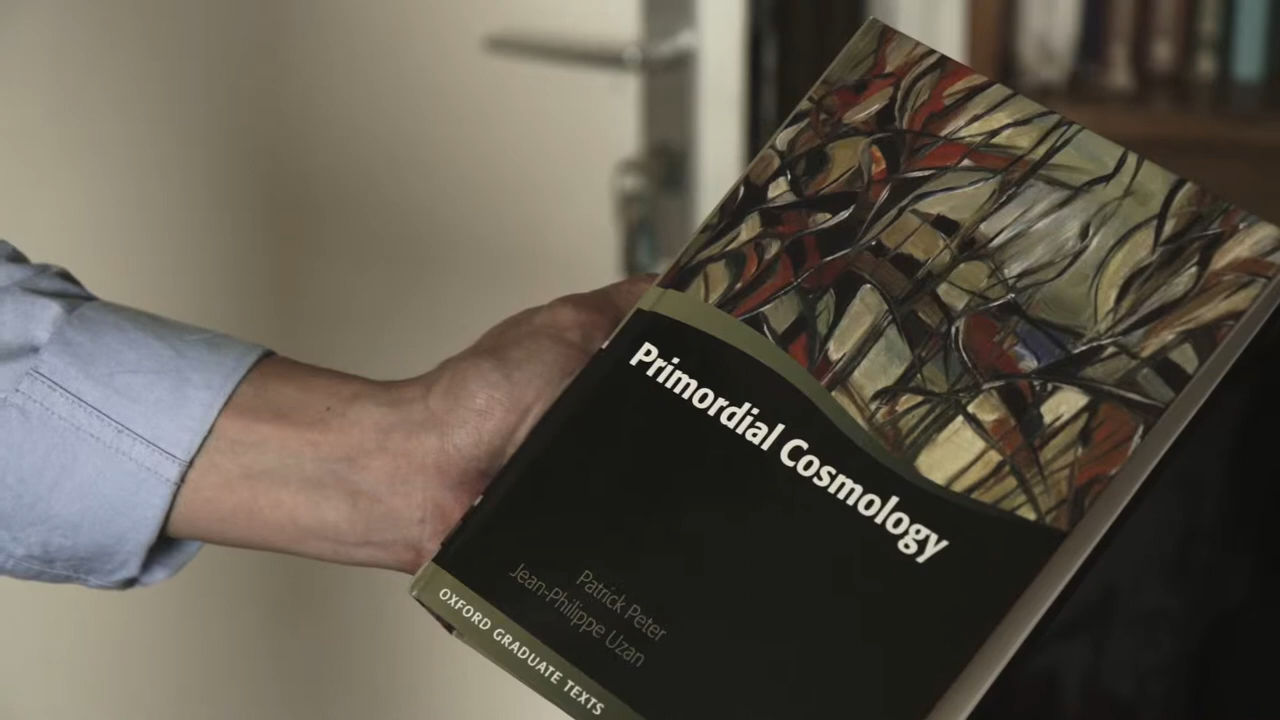 Primordial Cosmology
Patrick Peter
Jean-Philippe Uzan
OXFORD GRADUATE TEXTS